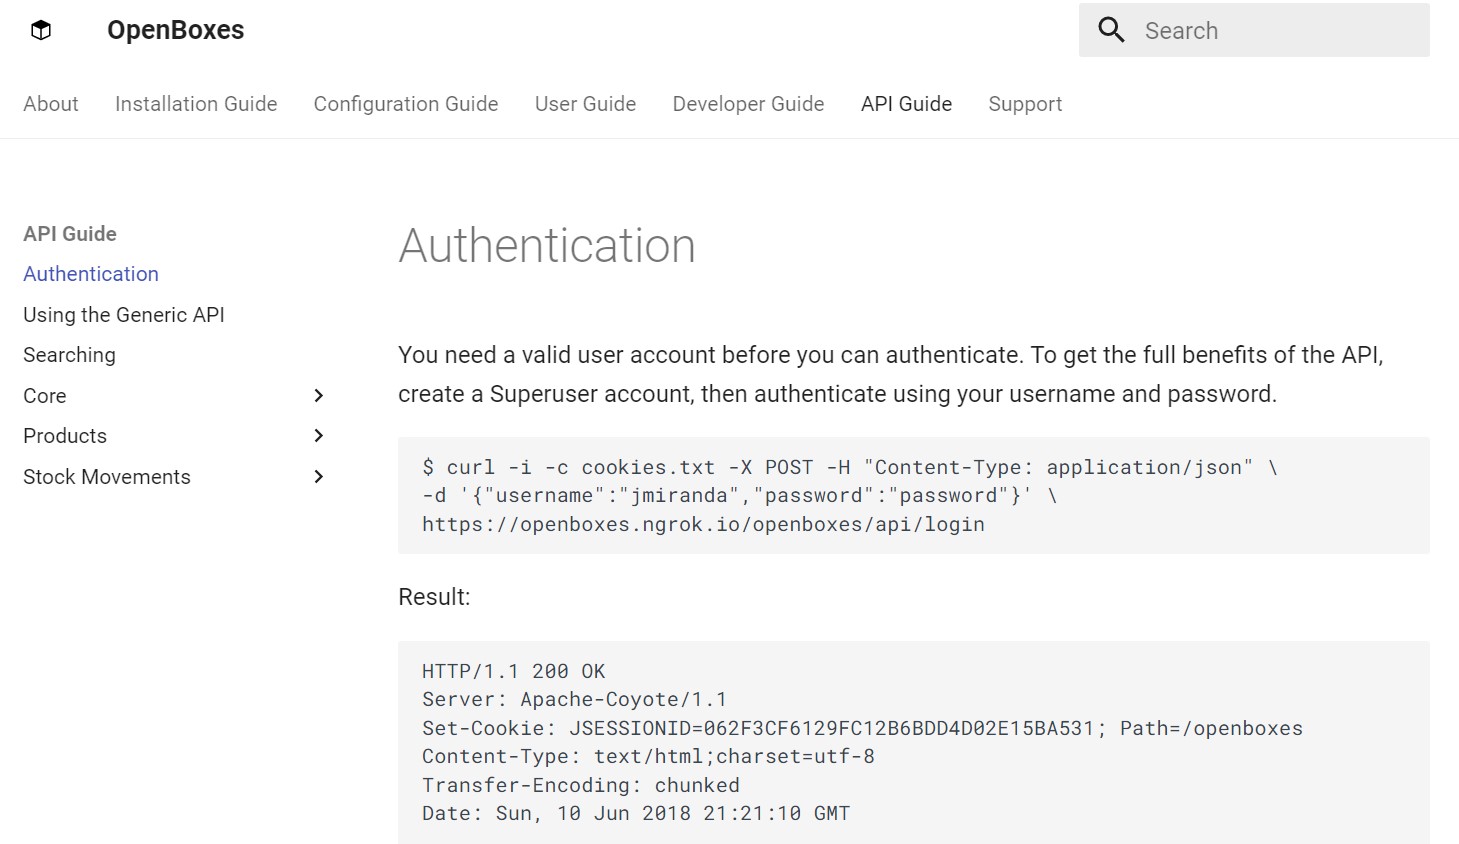 OpenBoxes
Search
About Installation Guide Configuration Guide User Guide Developer Guide API Guide Support
API Guide
Authentication
Using the Generic API
Searching
Core
Products
Stock Movements
Authentication
You need a valid user account before you can authenticate. To get the full benefits of the API,
create a Superuser account, then authenticate using your username and password.
$ curl -i -c cookies.txt -X POST -H "Content-Type: application/json" \
-d '{"username":"jmiranda","password":"password"}' \
https://openboxes.ngrok.io/openboxes/api/login
Result:
HTTP/1.1 200 OK
Server: Apache-Coyote/1.1
Set-Cookie: JSESSIONID=062F3CF6129FC12B6BDD4D02E15BA531; Path=/openboxes
Content-Type: text/html;charset=utf-8
Transfer-Encoding: chunked
Date: Sun, 10 Jun 2018 21:21:10 GMT